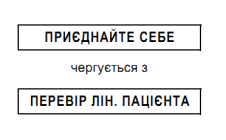 ПРИЄДНАЙТЕ СЕБЕ
чергується з
ПЕРЕВІР ЛІН. ПАЦІЄНТА